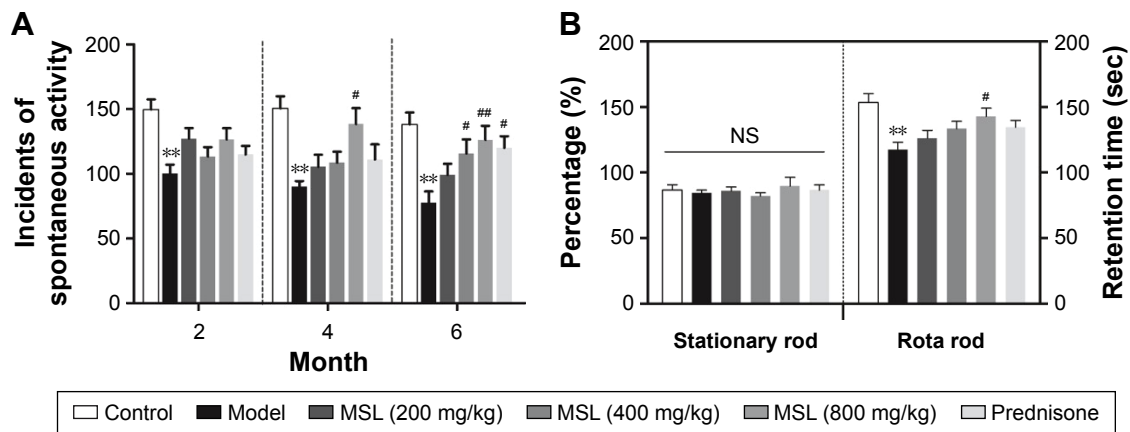 A
Incidents of
spontaneous activity
200
150
100
50
0
**
**
#
**
#
##
#
2
4
6
Month
B
Percentage (%)
200
150
100
50
0
NS
**
#
200
150
100
50
0
Retention time (sec)
Stationary rod
Rota rod
Control Model MSL (200 mg/kg) MSL (400 mg/kg) MSL (800 mg/kg) Prednisone